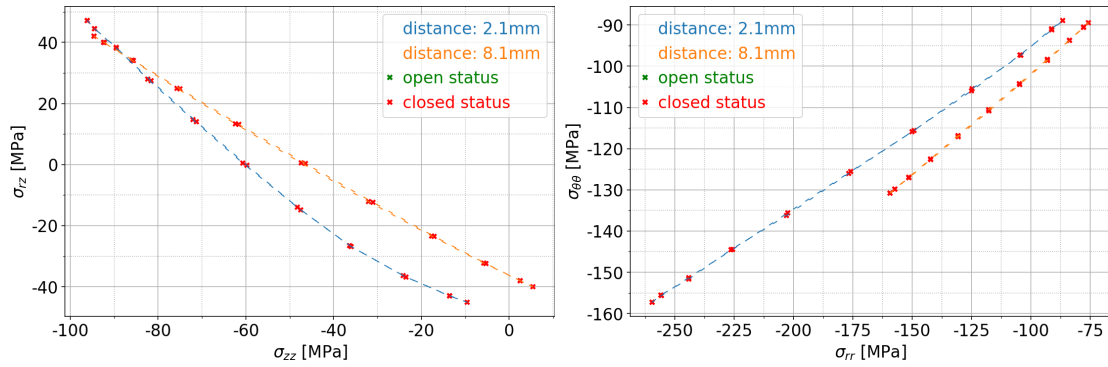 distance: 2.1mm
distance: 8.1mm
open status
closed status
40
20
0
-20
-40
σrz [MPa]
-100
-80
-60
-40
-20
0
σzz [MPa]
distance: 2.1mm
distance: 8.1mm
open status
closed status
-90
-100
-110
-120
-130
-140
-150
-160
σθθ [MPa]
-250
-225
-200
-175
-150
-125
-100
-75
σrr [MPa]